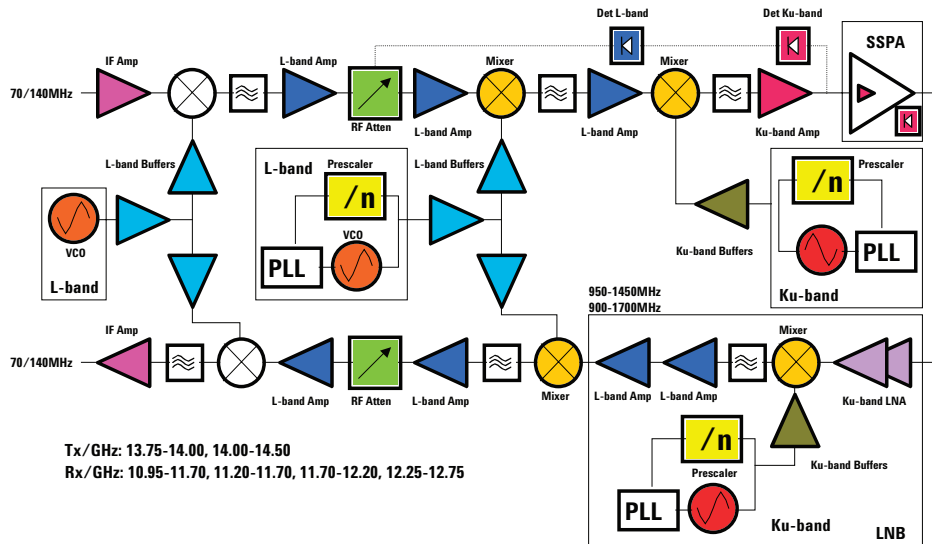 Det L-band
Det Ku-band
SSPA
IF Amp
L-band Amp
Mixer
Mixer
70/140MHz
RF Atten
L-band Amp
L-band Amp
Ku-band Amp
L-band Buffers
L-band
Prescaler
/n
L-band Buffers
Prescaler
/n
VCO
VCO
PLL
PLL
Ku-band Buffers
L-band
Ku-band
950-1450MHz
900-1700MHz
IF Amp
Mixer
70/140MHz
L-band Amp
RF Atten
L-band Amp
Mixer
L-band Amp
L-band Amp
Ku-band LNA
Tx/GHz: 13.75-14.00, 14.00-14.50
Rx/GHz: 10.95-11.70, 11.20-11.70, 11.70-12.20, 12.25-12.75
/n
Prescaler
Ku-band Buffers
PLL
Ku-band
LNB